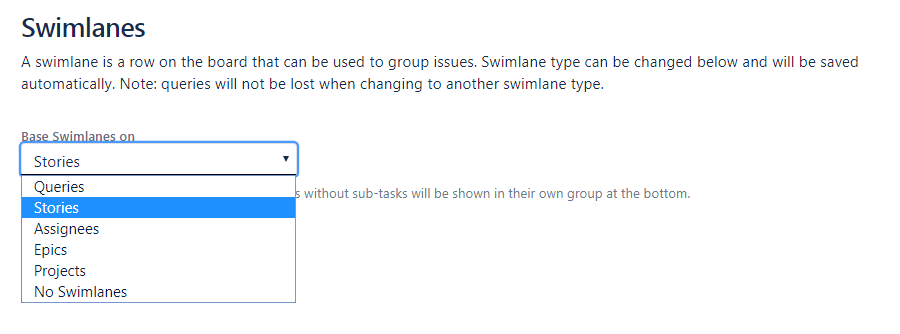 Swimlanes
A swimlane is a row on the board that can be used to group issues. Swimlane type can be changed below and will be saved
automatically. Note: queries will not be lost when changing to another swimlane type.
Base Swimlanes on
Stories
Queries
without sub-tasks will be shown in their own group at the bottom.
Stories
Assignees
Epics
Projects
No Swimlanes